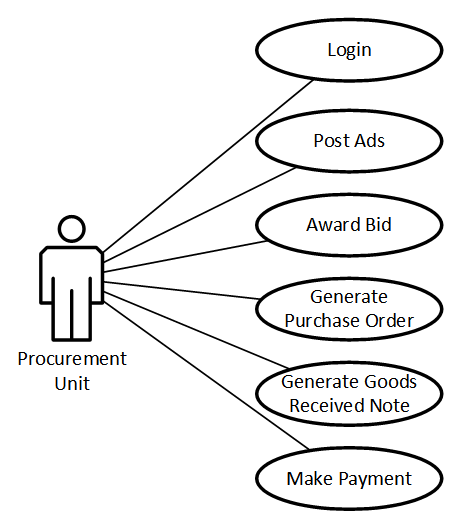 Login
Post Ads
Award Bid
Generate
Purchase Order
Procurement
Unit
Generate Goods
Received Note
Make Payment